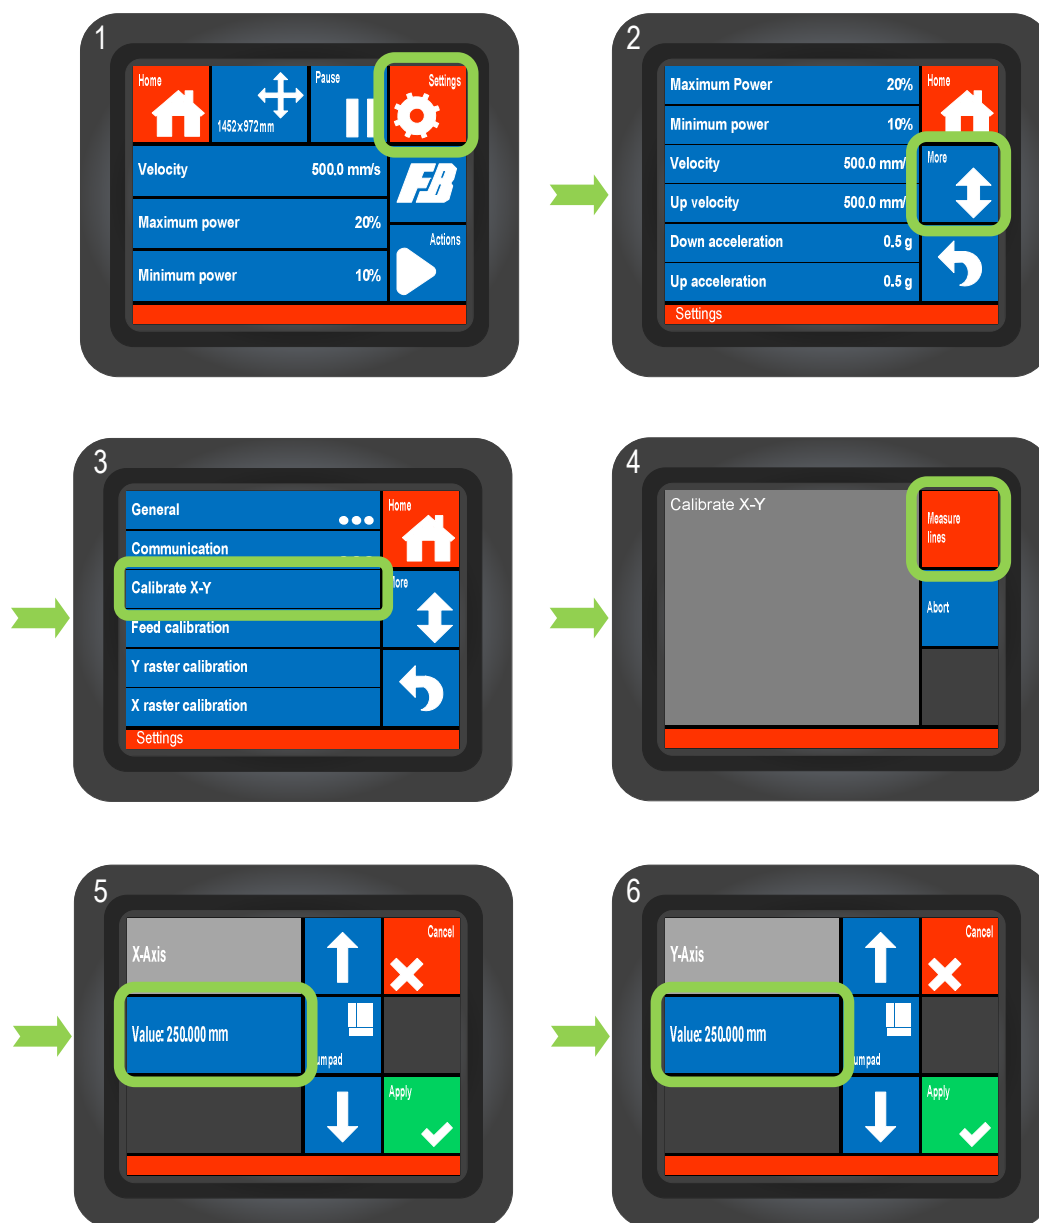 1
Home
1452x972mm
Pause
Settings
Velocity 500.0 mm/s
FB
Maximum power 20%
Actions
Minimum power 10%
2
Maximum Power 20%
Home
Minimum power 10%
Velocity 500.0 mm/
More
Up velocity 500.0 mm/
Down acceleration 0.5 g
Up acceleration 0.5 g
Settings
3
General
Home
Communication
Calibrate X-Y
ore
Feed calibration
Y raster calibration
X raster calibration
Settings
4
Calibrate X-Y
Measure
lines
Abort
5
X-Axis
Cancel
Value: 250.000 mm
umpad
Apply
6
Y-Axis
Cancel
Value: 250.000 mm
umpad
Apply